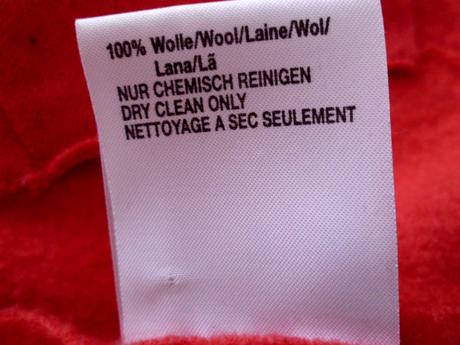 100% Wolle/Wool/Laine/Wol/
Lana/Lã
NUR CHEMISCH REINIGEN
DRY CLEAN ONLY
NETTOYAGE A SEC SEULEMENT